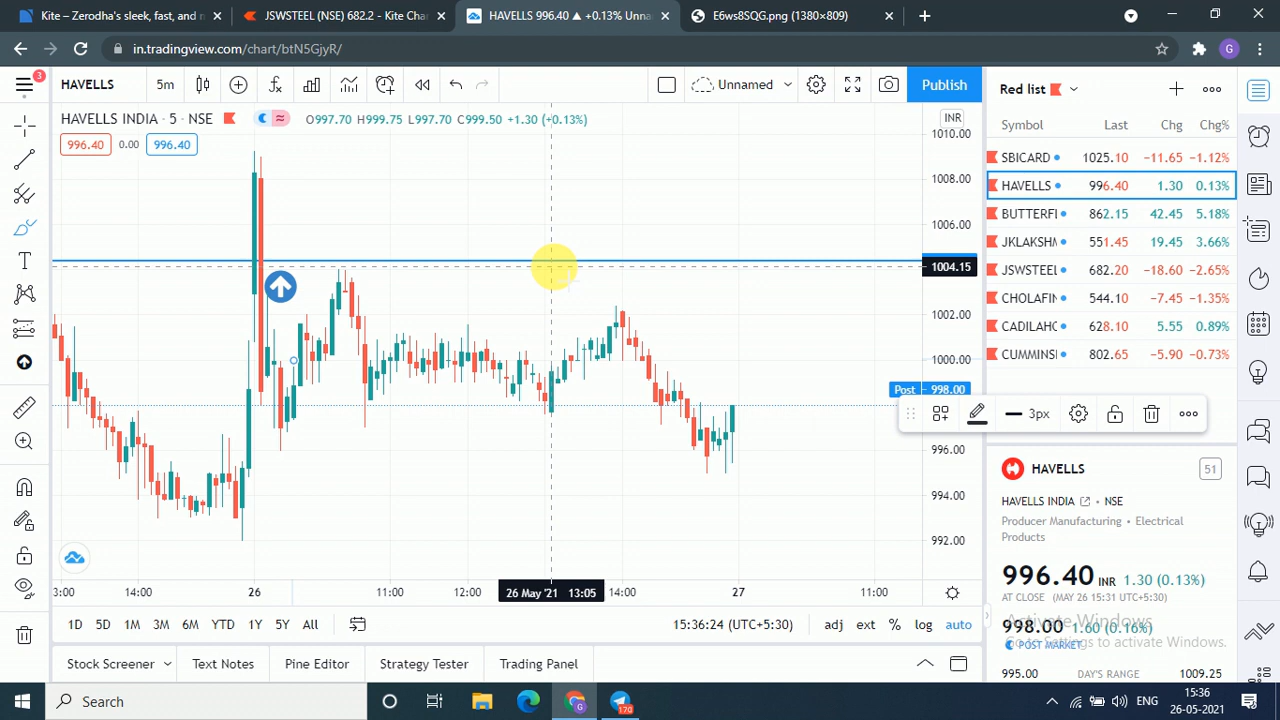 Kite – Zerodha's sleek, fast, and r
JSWSTEEL (NSE) 682.2 - Kite Char
HAVELLS 996.40 ▲ +0.13% Unna
E6ws8SQG.png (1380×809)
in.tradingview.com/chart/btN5GjyR/
G
3
HAVELLS
5m
Unnamed
Publish
Red list
HAVELLS INDIA · 5 · NSE
O997.70 H999.75 L997.70 C999.50 +1.30 (+0.13%)
INR
996.40 0.00 996.40
Symbol Last Chg Chg%
SBICARD 1025.10 −11.65 −1.12%
HAVELLS 996.40 1.30 0.13%
BUTTERFI 862.15 42.45 5.18%
JKLAKSHM 551.45 19.45 3.66%
JSWSTEEL 682.20 −18.60 −2.65%
CHOLAFIN 544.10 −7.45 −1.35%
CADILAHC 628.10 5.55 0.89%
CUMMINSI 802.65 −5.90 −0.73%
1010.00
1008.00
1006.00
1004.15
1002.00
1000.00
Post 998.00
996.00
994.00
992.00
3px
HAVELLS
51
HAVELLS INDIA • NSE
Producer Manufacturing • Electrical
Products
996.40 INR 1.30 (0.13%)
AT CLOSE (MAY 26 15:31 UTC+5:30)
998.00 1.60 (0.16%)
POST MARKET
995.00 DAY'S RANGE 1009.25
Activate Windows
Go to Settings to activate Windows.
3:00 14:00 26 11:00 12:00 26 May '21 13:05 14:00 27 11:00
1D 5D 1M 3M 6M YTD 1Y 5Y All
15:36:24 (UTC+5:30)
adj ext % log auto
Stock Screener
Text Notes
Pine Editor
Strategy Tester
Trading Panel
Search
170
ENG
15:36
26-05-2021